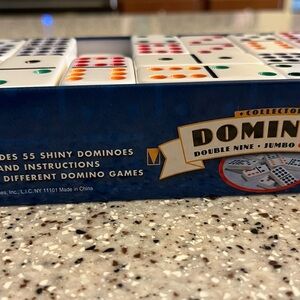 DES 55 SHINY DOMINOES
AND INSTRUCTIONS
DIFFERENT DOMINO GAMES
es, Inc., L.I.C. NY 11101 Made in China
COLLECTOR
DOMIN
DOUBLE NINE • JUMBO